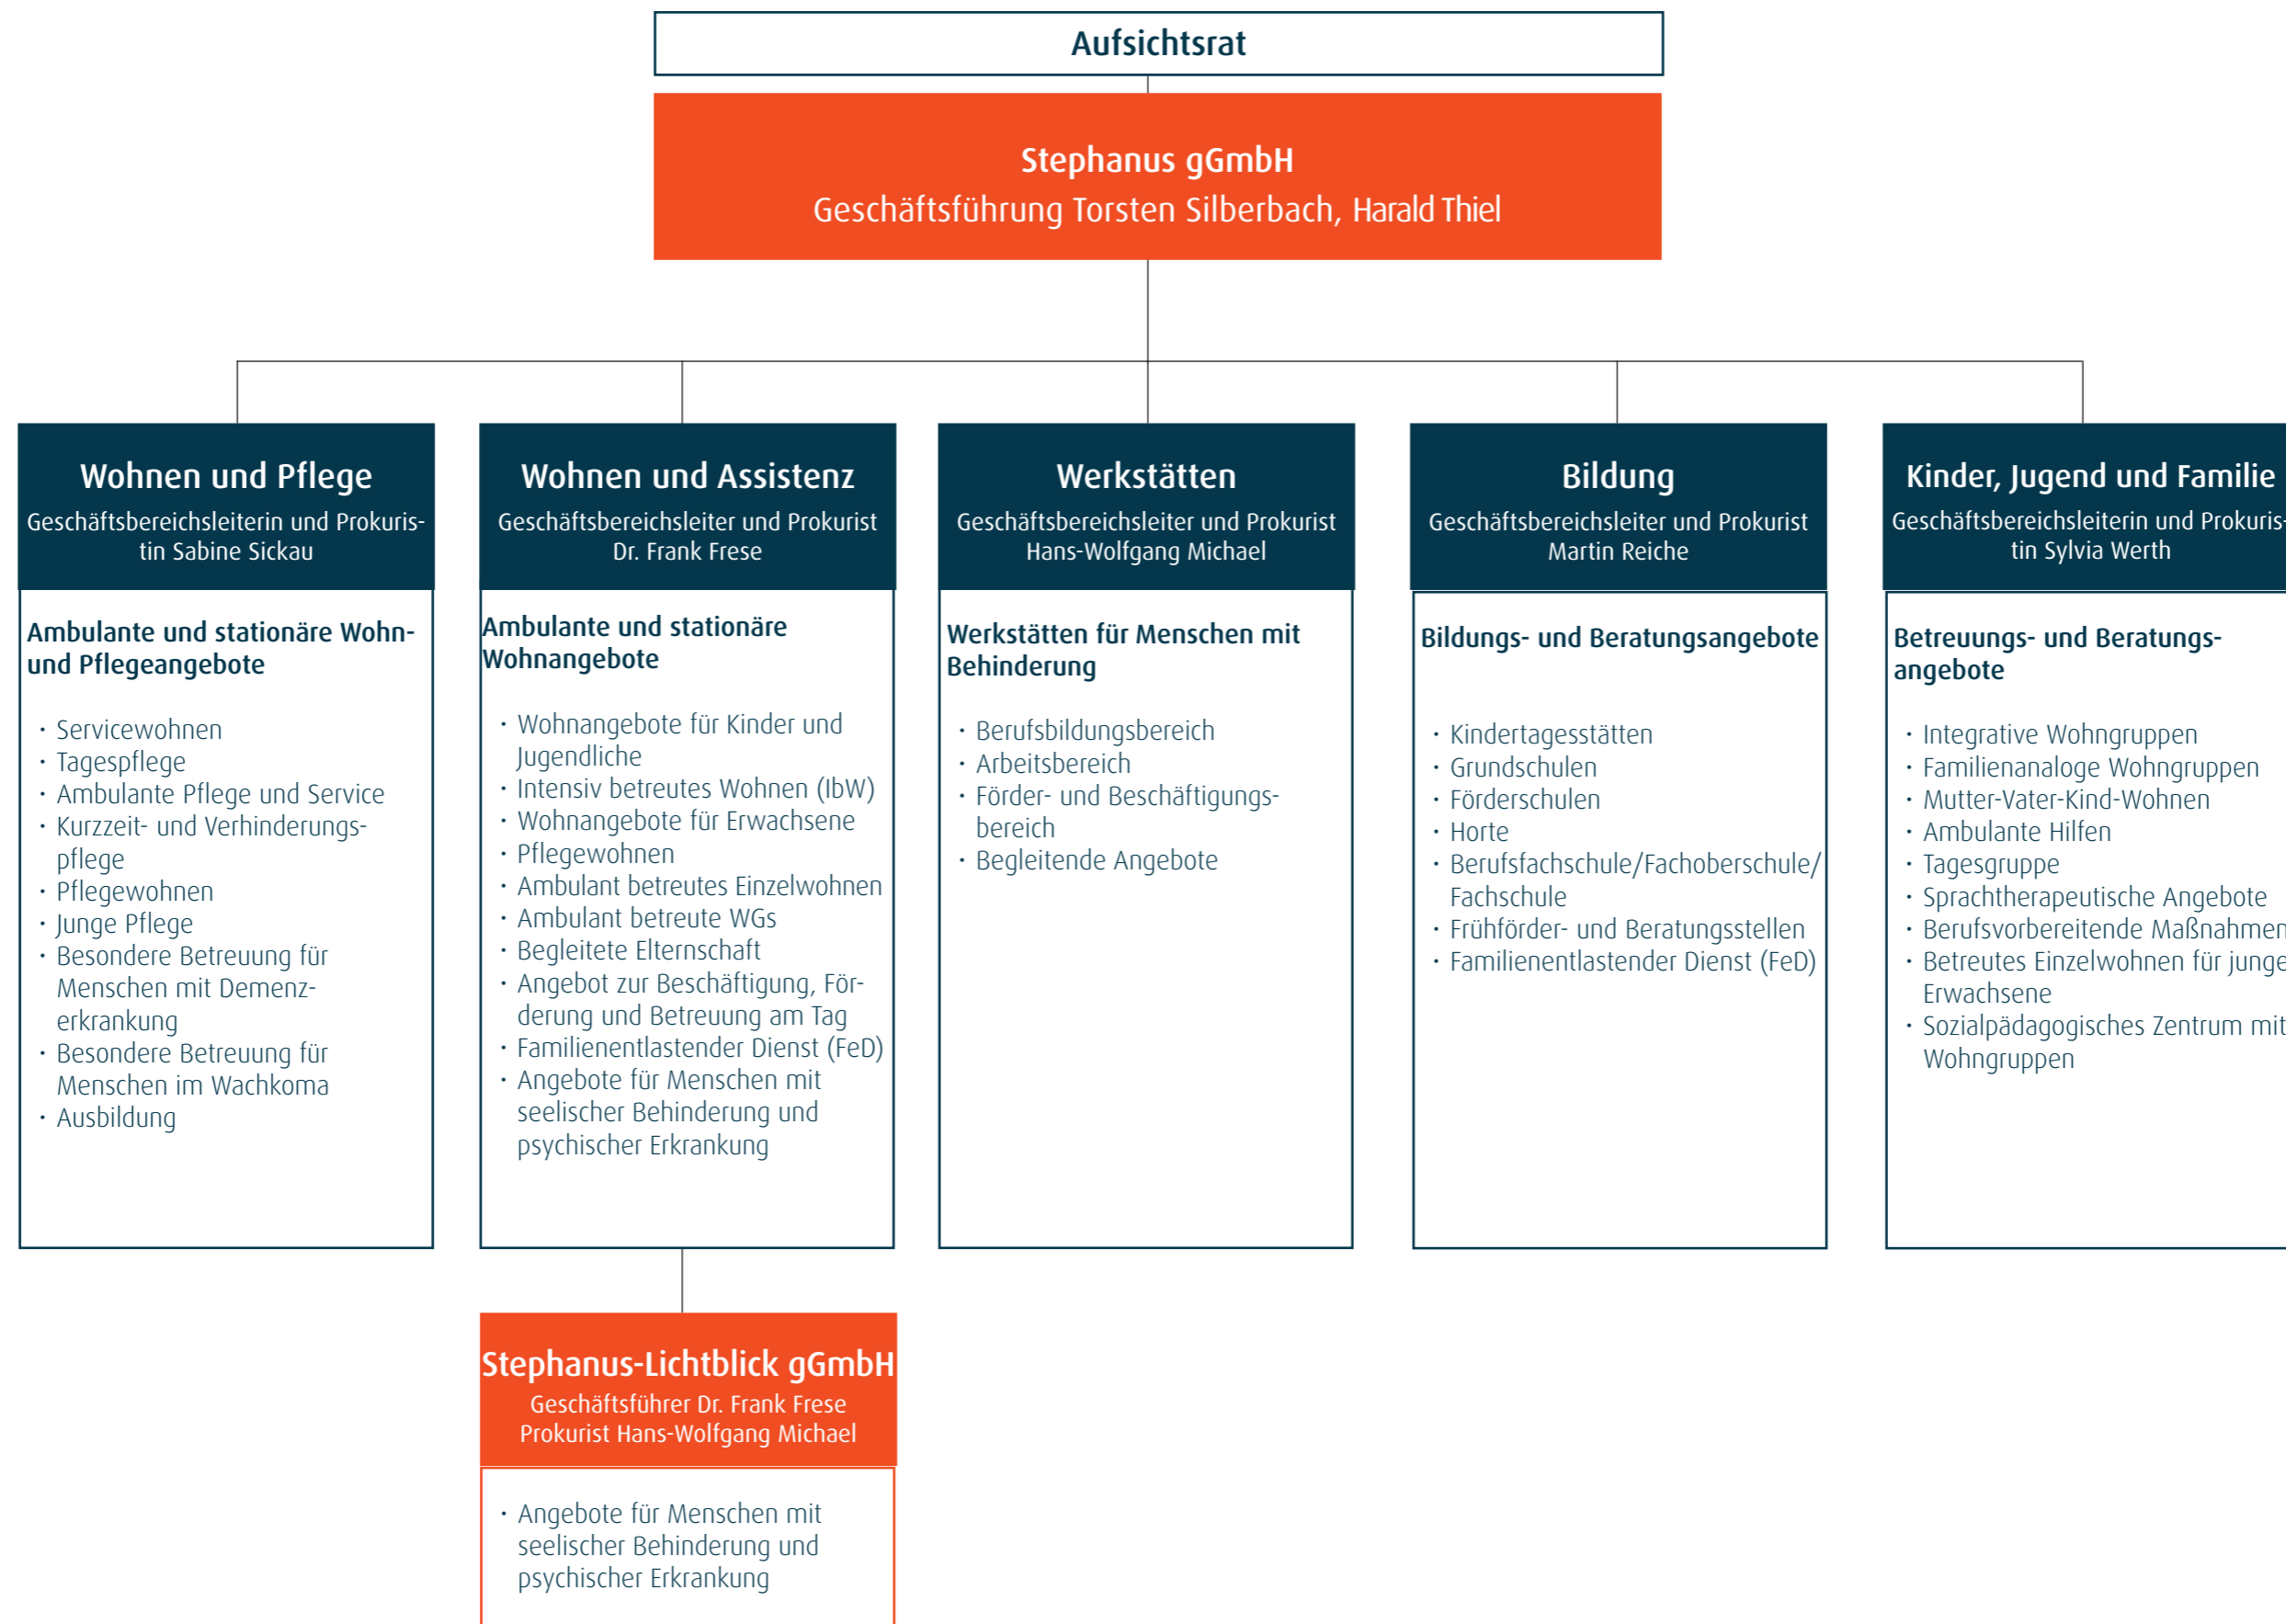 Aufsichtsrat
Stephanus gGmbH
Geschäftsführung Torsten Silberbach, Harald Thiel
Wohnen und Pflege
Geschäftsbereichsleiterin und Prokuris-
tin Sabine Sickau
Ambulante und stationäre Wohn-
und Pflegeangebote
· Servicewohnen
· Tagespflege
· Ambulante Pflege und Service
· Kurzzeit- und Verhinderungs-
pflege
· Pflegewohnen
· Junge Pflege
· Besondere Betreuung für
Menschen mit Demenz-
erkrankung
· Besondere Betreuung für
Menschen im Wachkoma
· Ausbildung
Wohnen und Assistenz
Geschäftsbereichsleiter und Prokurist
Dr. Frank Frese
Ambulante und stationäre
Wohnangebote
· Wohnangebote für Kinder und
Jugendliche
· Intensiv betreutes Wohnen (IbW)
· Wohnangebote für Erwachsene
· Pflegewohnen
· Ambulant betreutes Einzelwohnen
· Ambulant betreute WGs
· Begleitete Elternschaft
· Angebot zur Beschäftigung, För-
derung und Betreuung am Tag
· Familienentlastender Dienst (FeD)
· Angebote für Menschen mit
seelischer Behinderung und
psychischer Erkrankung
Stephanus-Lichtblick gGmbH
Geschäftsführer Dr. Frank Frese
Prokurist Hans-Wolfgang Michael
· Angebote für Menschen mit
seelischer Behinderung und
psychischer Erkrankung
Werkstätten
Geschäftsbereichsleiter und Prokurist
Hans-Wolfgang Michael
Werkstätten für Menschen mit
Behinderung
· Berufsbildungsbereich
· Arbeitsbereich
· Förder- und Beschäftigungs-
bereich
· Begleitende Angebote
Bildung
Geschäftsbereichsleiter und Prokurist
Martin Reiche
Bildungs- und Beratungsangebote
· Kindertagesstätten
· Grundschulen
· Förderschulen
· Horte
· Berufsfachschule/Fachoberschule/
Fachschule
· Frühförder- und Beratungsstellen
· Familienentlastender Dienst (FeD)
Kinder, Jugend und Familie
Geschäftsbereichsleiterin und Prokuris-
tin Sylvia Werth
Betreuungs- und Beratungs-
angebote
· Integrative Wohngruppen
· Familienanaloge Wohngruppen
· Mutter-Vater-Kind-Wohnen
· Ambulante Hilfen
· Tagesgruppe
· Sprachtherapeutische Angebote
· Berufsvorbereitende Maßnahmen
· Betreutes Einzelwohnen für junge
Erwachsene
· Sozialpädagogisches Zentrum mit
Wohngruppen